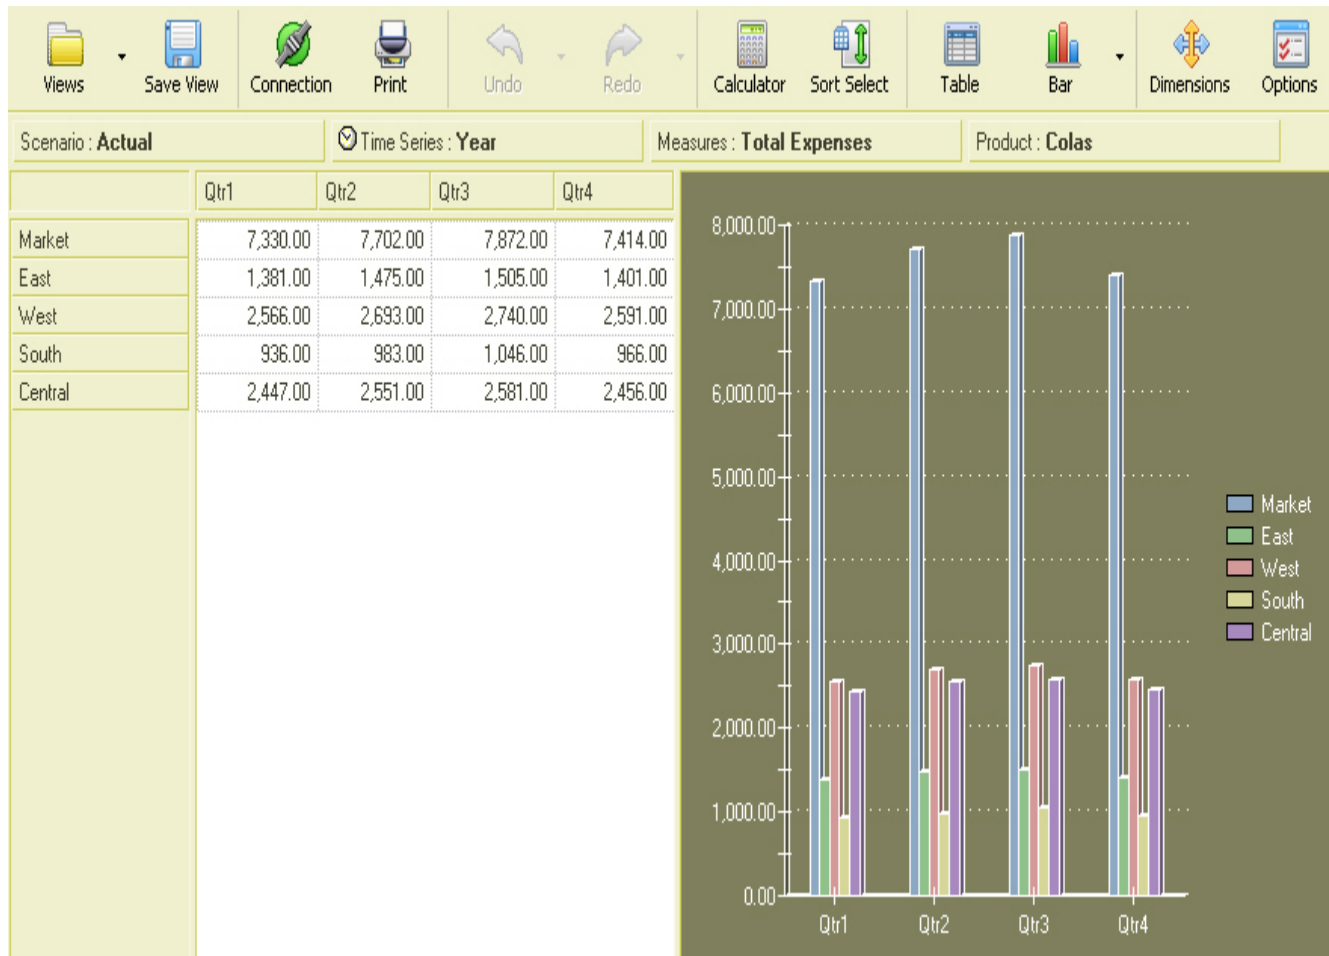 Views Save View Connection Print Undo Redo Calculator Sort Select Table Bar Dimensions Options
Scenario : Actual Time Series : Year Measures : Total Expenses Product : Colas
Qtr1 Qtr2 Qtr3 Qtr4
Market 7,330.00 7,702.00 7,872.00 7,414.00
East 1,381.00 1,475.00 1,505.00 1,401.00
West 2,566.00 2,693.00 2,740.00 2,591.00
South 936.00 983.00 1,046.00 966.00
Central 2,447.00 2,551.00 2,581.00 2,456.00
8,000.00
7,000.00
6,000.00
5,000.00
4,000.00
3,000.00
2,000.00
1,000.00
0.00
Qtr1 Qtr2 Qtr3 Qtr4
Market
East
West
South
Central